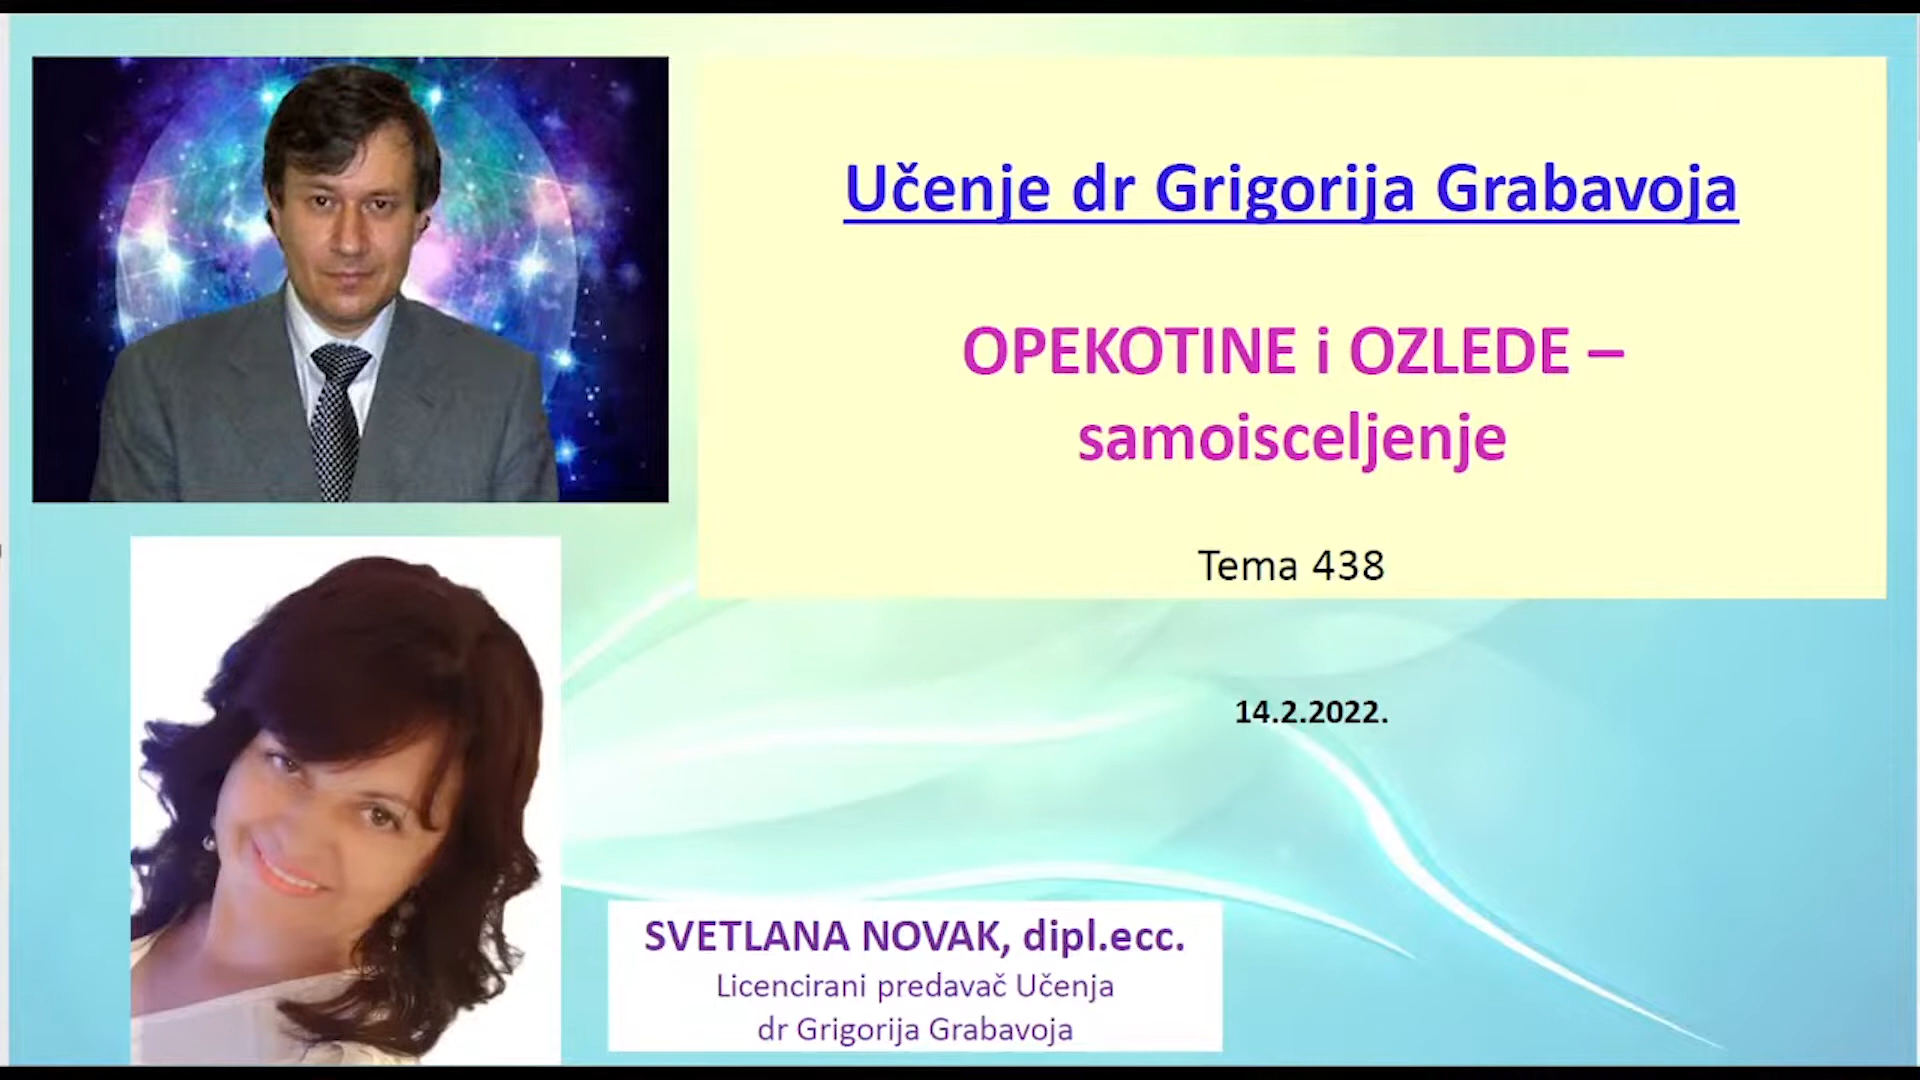 Učenje dr Grigorija Grabavoja
OPEKOTINE i OZLEDE –
samoisceljenje
Tema 438
14.2.2022.
SVETLANA NOVAK, dipl.ecc.
Licencirani predavač Učenja
dr Grigorija Grabavoja